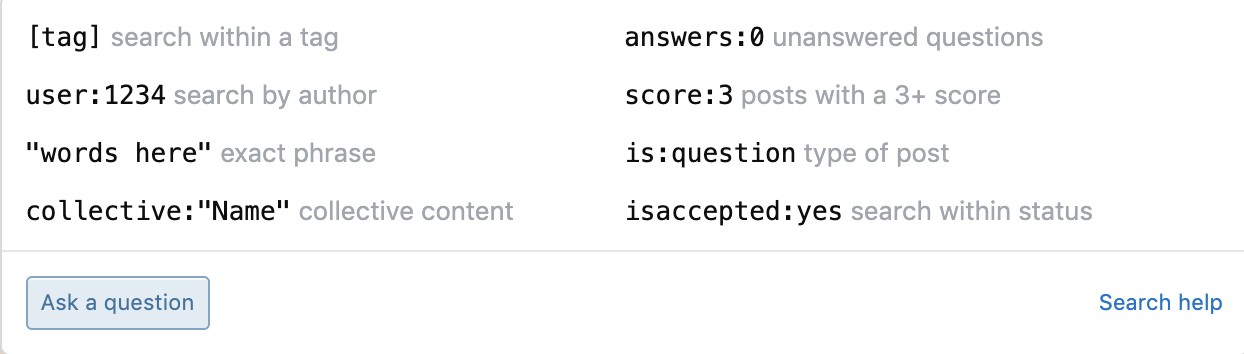 [tag] search within a tag
answers:0 unanswered questions
user:1234 search by author
score:3 posts with a 3+ score
"words here" exact phrase
is:question type of post
collective:"Name" collective content
isaccepted:yes search within status
Ask a question
Search help